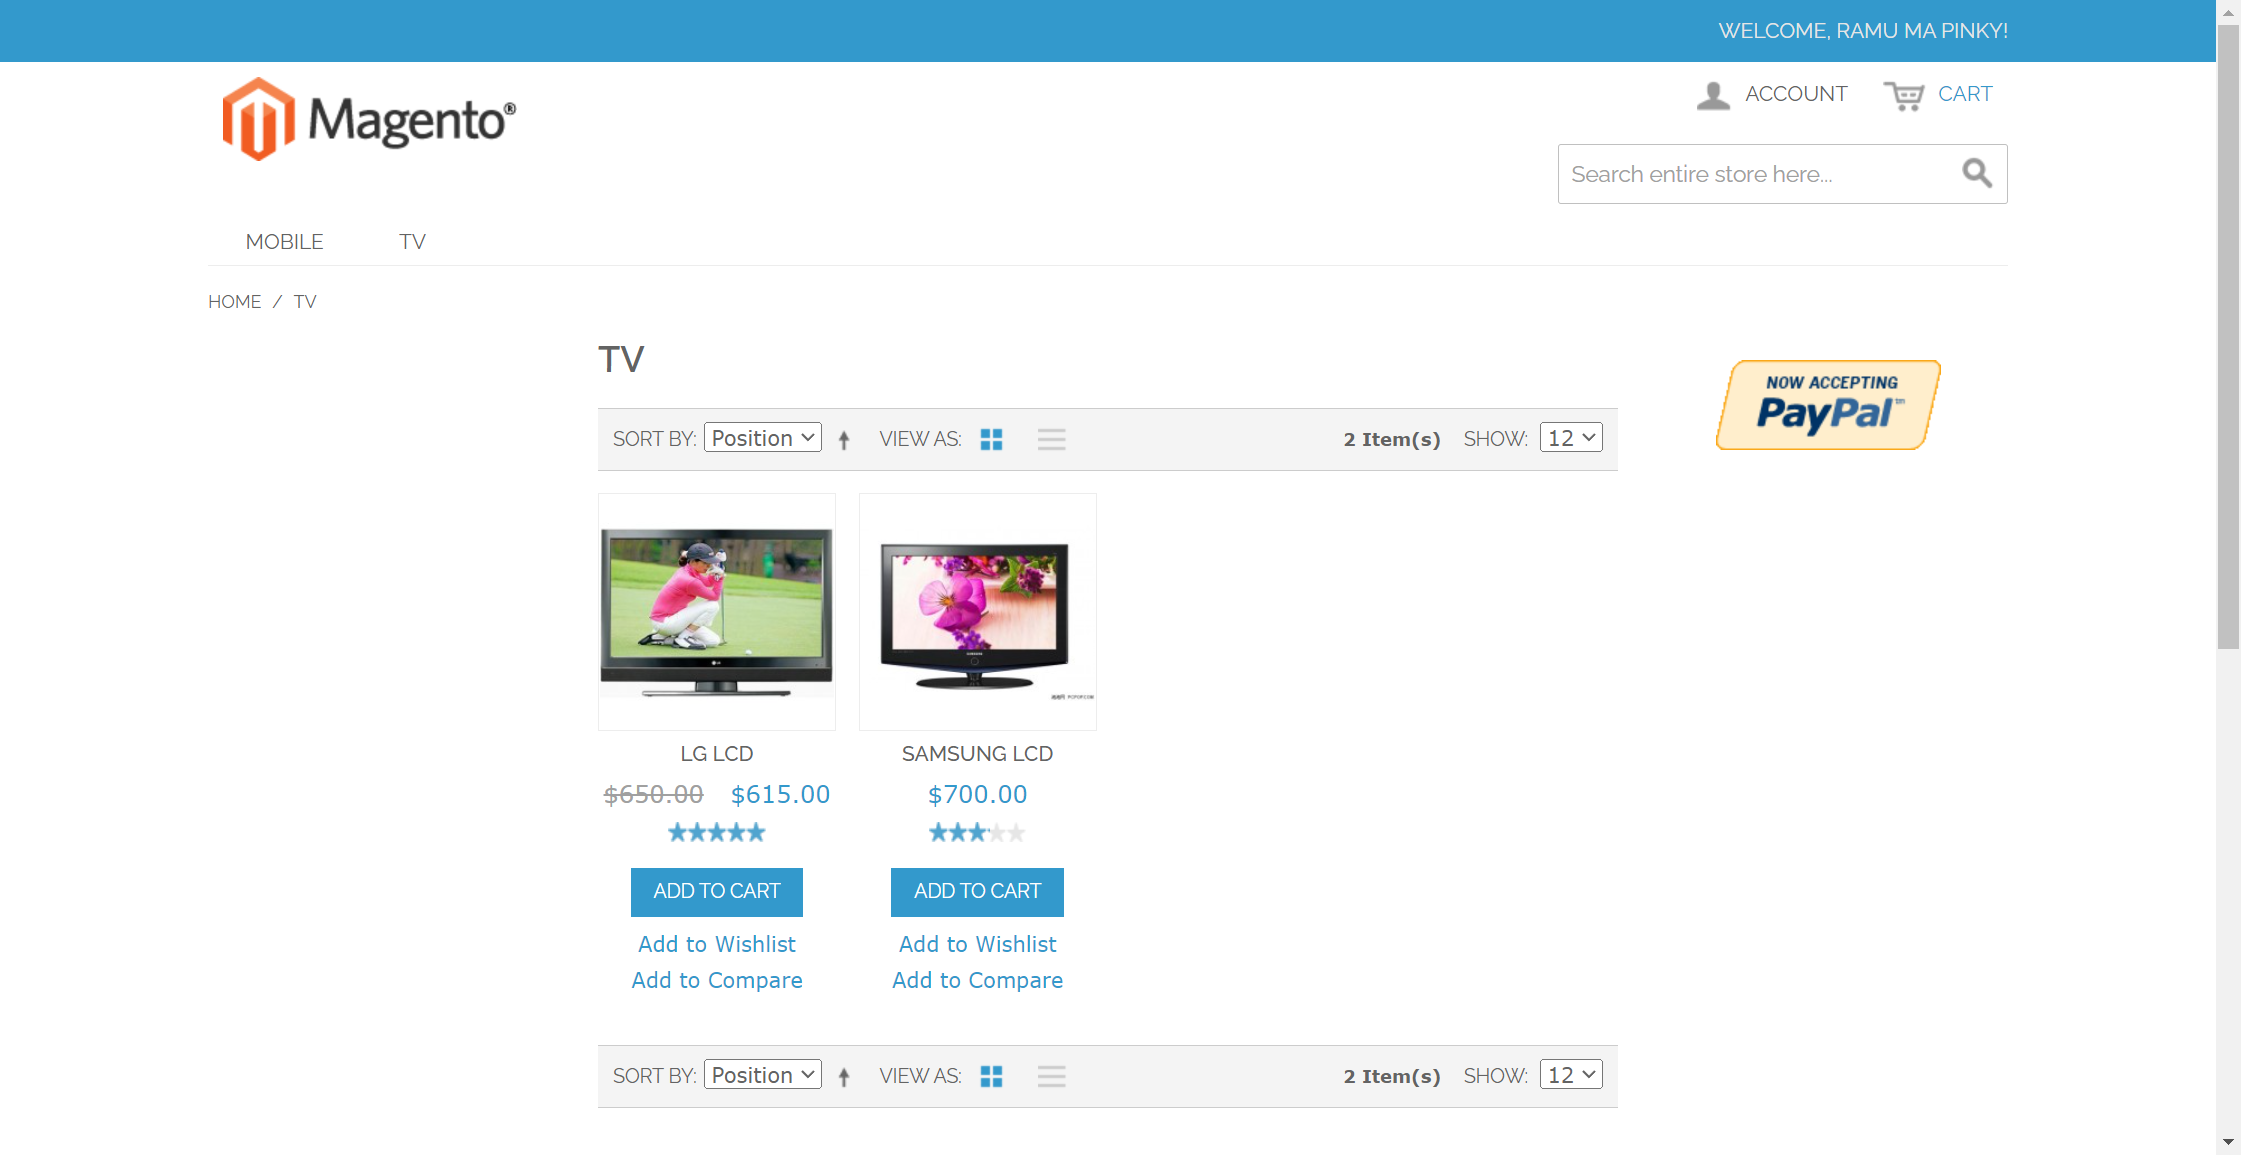 WELCOME, RAMU MA PINKY!
Magento®
ACCOUNT CART
Search entire store here...
MOBILE TV
HOME / TV
TV
NOW ACCEPTING
PayPal™
SORT BY: Position VIEW AS: 2 Item(s) SHOW: 12
LG LCD
$650.00 $615.00
ADD TO CART
Add to Wishlist
Add to Compare
SAMSUNG LCD
$700.00
ADD TO CART
Add to Wishlist
Add to Compare
SORT BY: Position VIEW AS: 2 Item(s) SHOW: 12